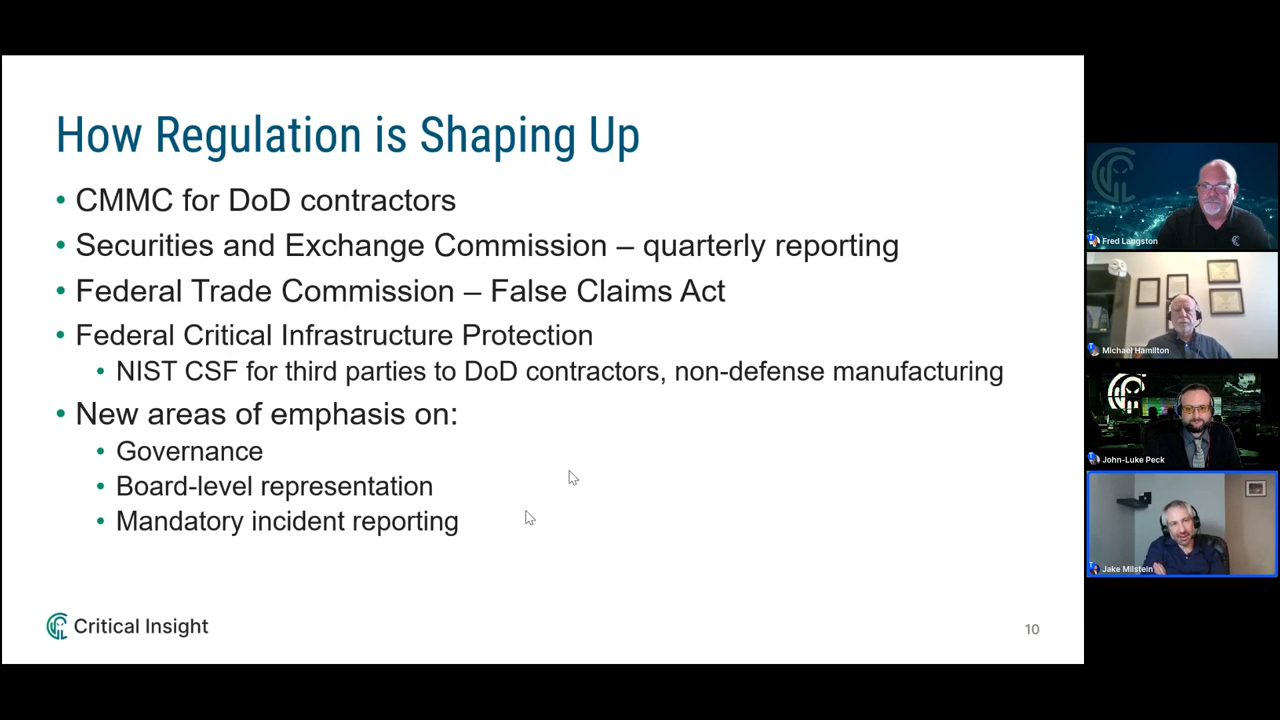 How Regulation is Shaping Up
• CMMC for DoD contractors
• Securities and Exchange Commission – quarterly reporting
• Federal Trade Commission – False Claims Act
• Federal Critical Infrastructure Protection
• NIST CSF for third parties to DoD contractors, non-defense manufacturing
• New areas of emphasis on:
• Governance
• Board-level representation
• Mandatory incident reporting
Critical Insight
10
Fred Langston
Michael Hamilton
John-Luke Peck
Jake Milstein